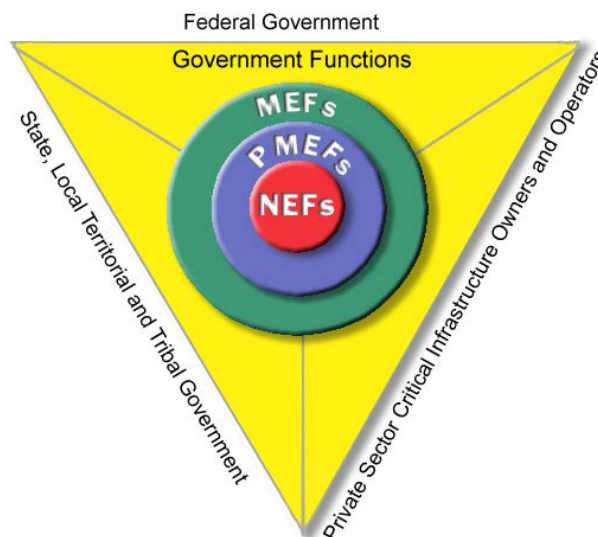 Federal Government
Government Functions
MEFs
PMEFs
NEFs
State, Local Territorial and Tribal Government
Private Sector Critical Infrastructure Owners and Operators